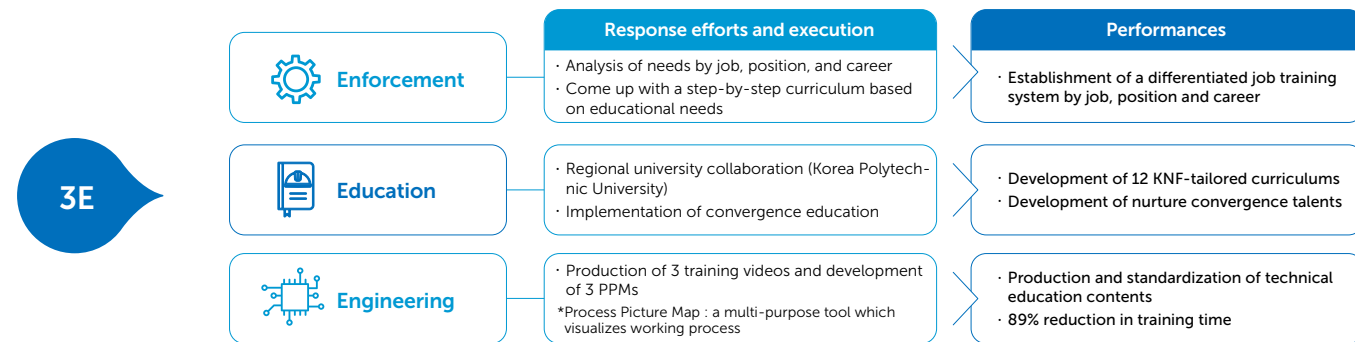 3E
Response efforts and execution
Performances
Enforcement
· Analysis of needs by job, position, and career
· Come up with a step-by-step curriculum based
on educational needs
· Establishment of a differentiated job training
system by job, position and career
Education
· Regional university collaboration (Korea Polytech-
nic University)
· Implementation of convergence education
· Development of 12 KNF-tailored curriculums
· Development of nurture convergence talents
Engineering
· Production of 3 training videos and development
of 3 PPMs
*Process Picture Map : a multi-purpose tool which
visualizes working process
· Production and standardization of technical
education contents
· 89% reduction in training time